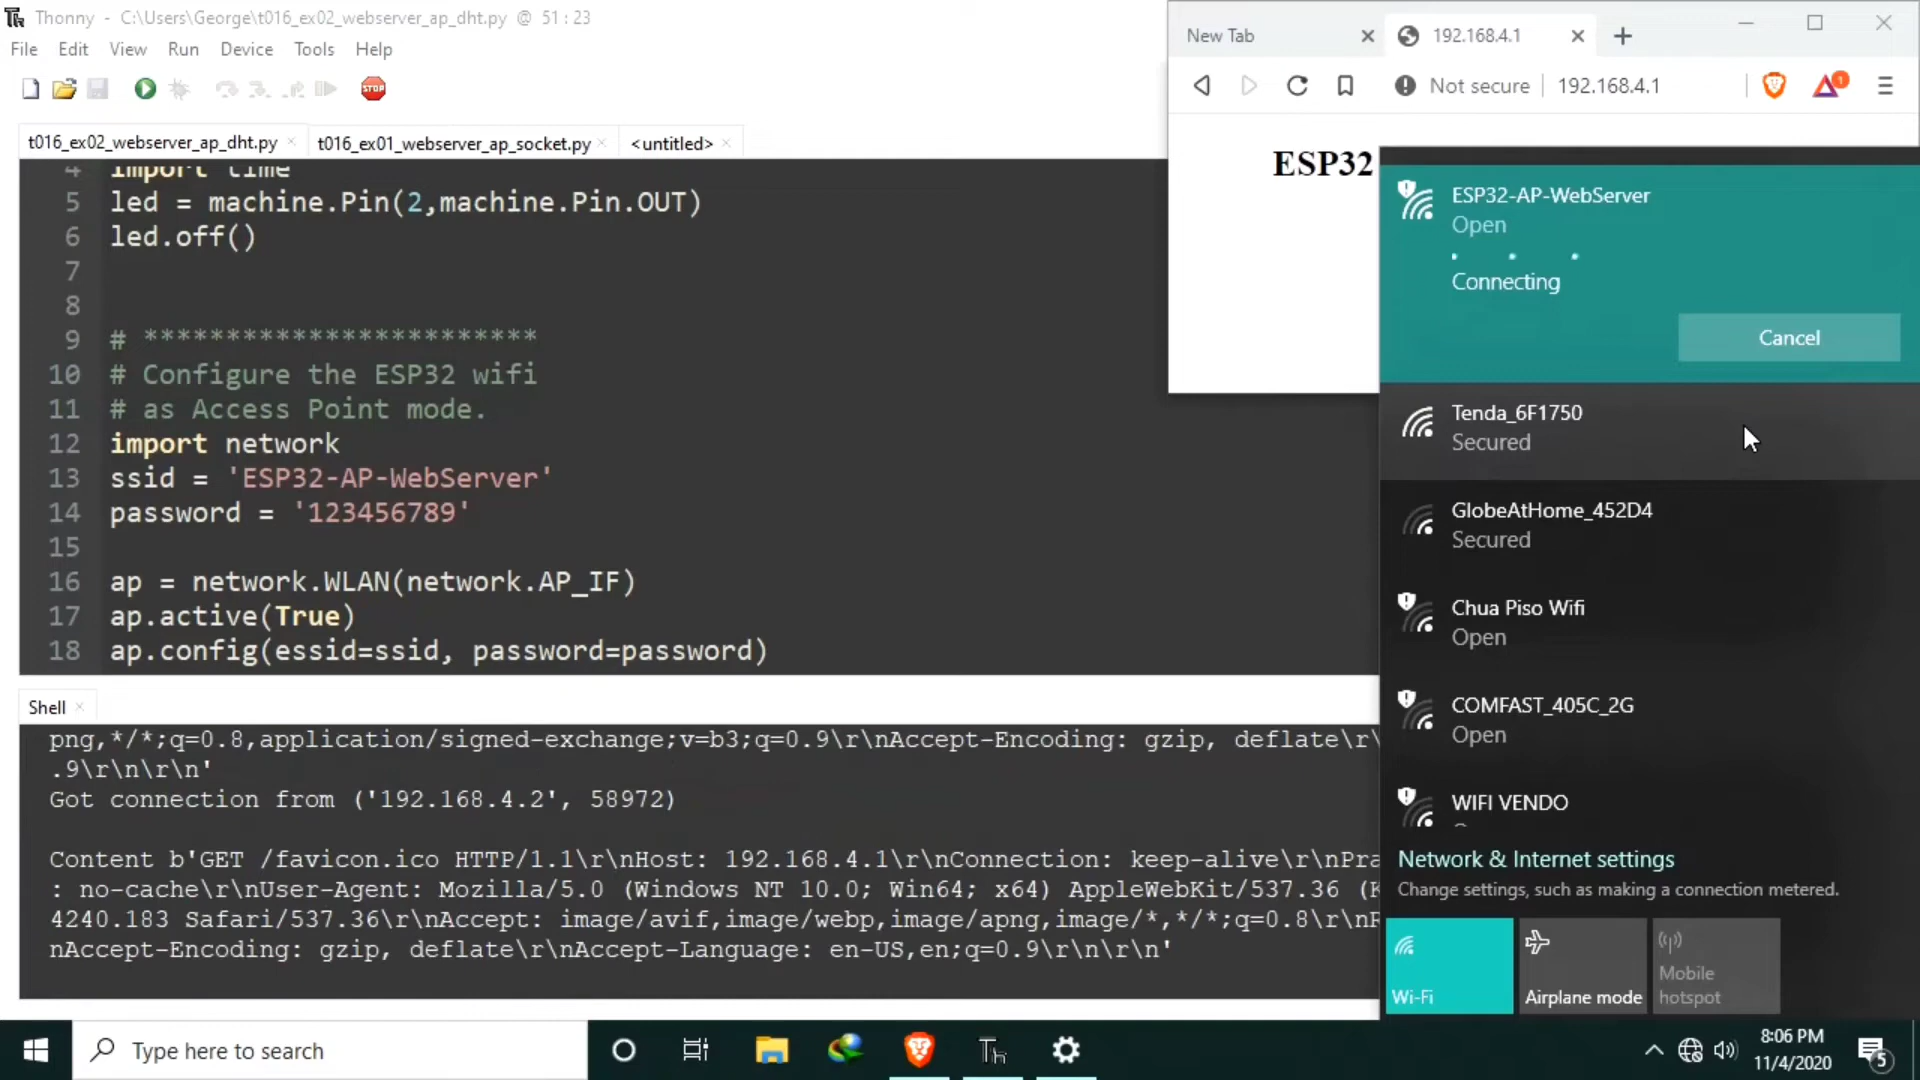 Thonny - C:\Users\George\t016_ex02_webserver_ap_dht.py @ 51 : 23
File Edit View Run Device Tools Help
STOP
t016_ex02_webserver_ap_dht.py
t016_ex01_webserver_ap_socket.py
<untitled>
4 import time
5 led = machine.Pin(2,machine.Pin.OUT)
6 led.off()
7
8
9 # ************************
10 # Configure the ESP32 wifi
11 # as Access Point mode.
12 import network
13 ssid = 'ESP32-AP-WebServer'
14 password = '123456789'
15
16 ap = network.WLAN(network.AP_IF)
17 ap.active(True)
18 ap.config(essid=ssid, password=password)
Shell
png,*/*;q=0.8,application/signed-exchange;v=b3;q=0.9\r\nAccept-Encoding: gzip, deflate\r\
.9\r\n\r\n'
Got connection from ('192.168.4.2', 58972)
Content b'GET /favicon.ico HTTP/1.1\r\nHost: 192.168.4.1\r\nConnection: keep-alive\r\nPra
: no-cache\r\nUser-Agent: Mozilla/5.0 (Windows NT 10.0; Win64; x64) AppleWebKit/537.36 (K
4240.183 Safari/537.36\r\nAccept: image/avif,image/webp,image/apng,image/*,*/*;q=0.8\r\nR
nAccept-Encoding: gzip, deflate\r\nAccept-Language: en-US,en;q=0.9\r\n\r\n'
New Tab
192.168.4.1
Not secure
192.168.4.1
1
ESP32
ESP32-AP-WebServer
Open
Connecting
Cancel
Tenda_6F1750
Secured
GlobeAtHome_452D4
Secured
Chua Piso Wifi
Open
COMFAST_405C_2G
Open
WIFI VENDO
Network & Internet settings
Change settings, such as making a connection metered.
Wi-Fi
Airplane mode
Mobile
hotspot
Type here to search
Th
8:06 PM
11/4/2020
5